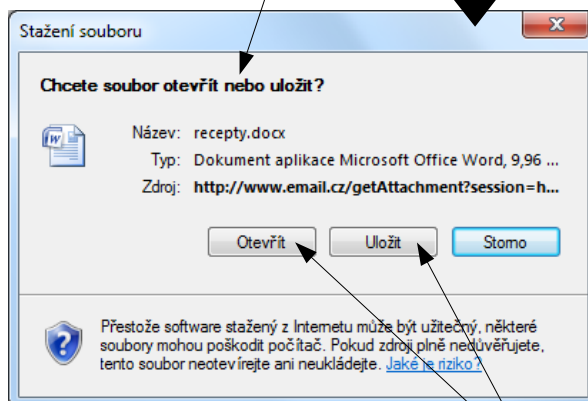 Stažení souboru
Chcete soubor otevřít nebo uložit?
Název: recepty.docx
Typ: Dokument aplikace Microsoft Office Word, 9,96 ...
Zdroj: http://www.email.cz/getAttachment?session=h...
Otevřít Uložit Storno
Přestože software stažený z Internetu může být užitečný, některé
soubory mohou poškodit počítač. Pokud zdroji plně nedůvěřujete,
tento soubor neotevírejte ani neukládejte. Jaké je riziko?